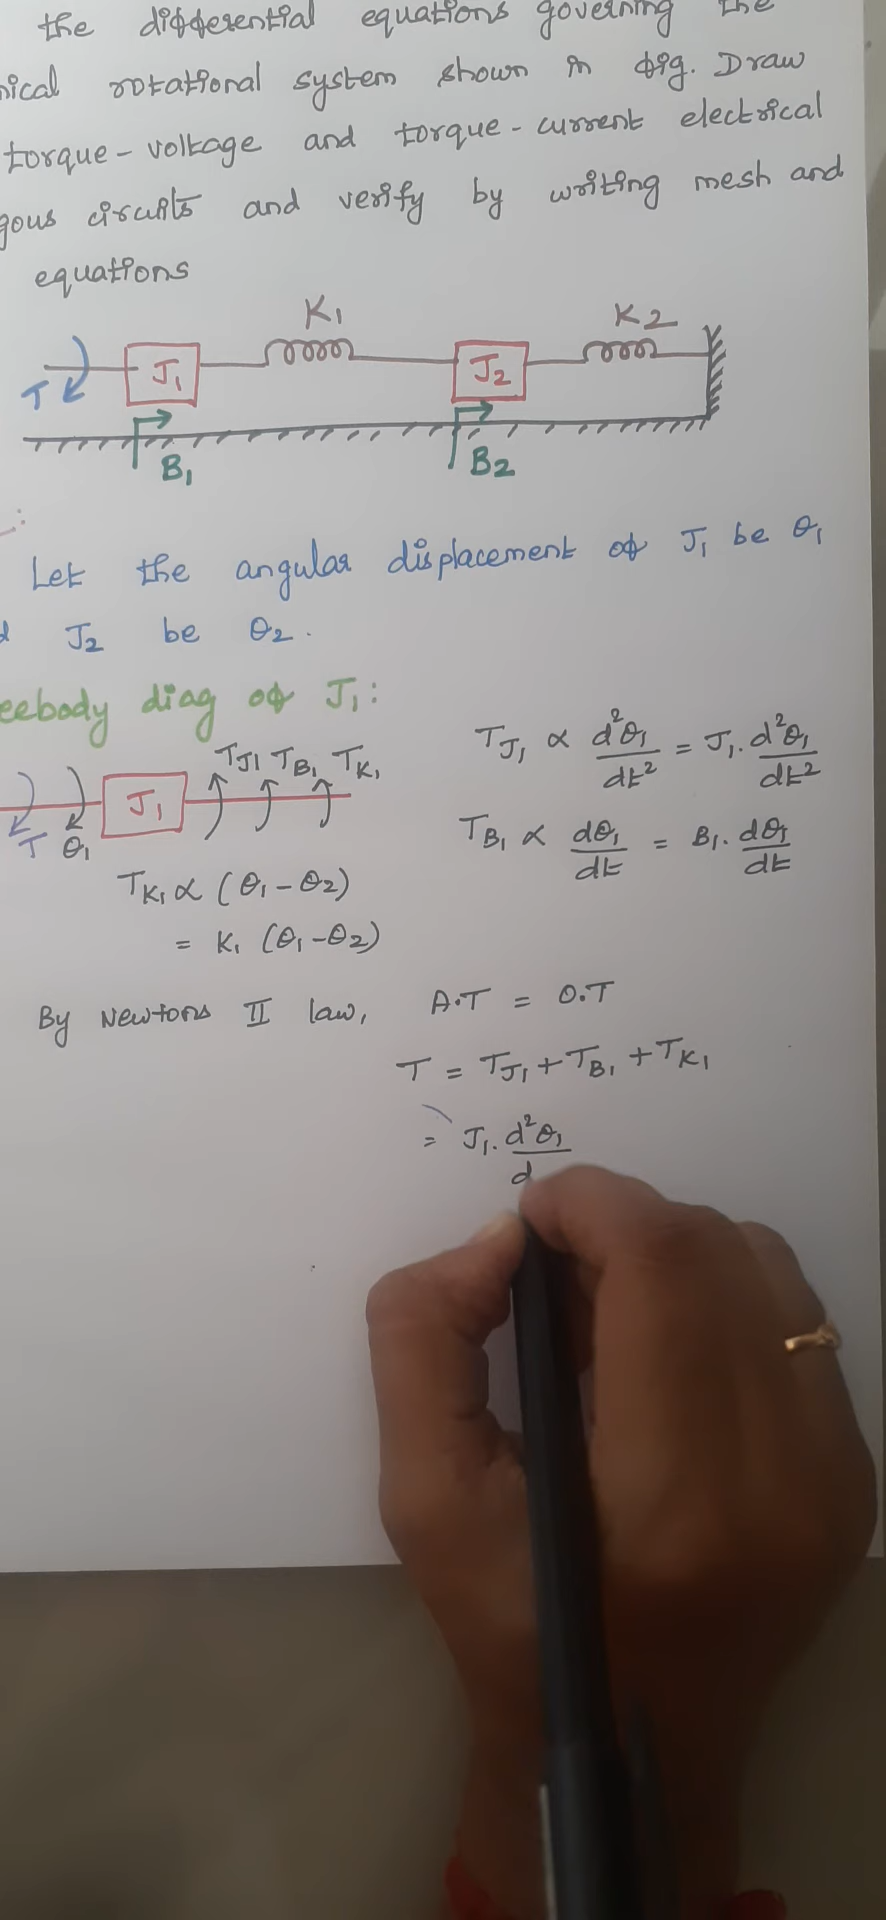 the differential equations governing the
nical rotational system shown in fig. Draw
torque-voltage and torque-current electrical
gous circuits and verify by writing mesh and
equations
K₁ K2
T J₁ J₂
B₁ B2
Let the angular displacement of J₁ be θ₁
J₂ be θ₂.
eebody diag of J₁:
TJ1 TB₁ TK₁
T θ₁ J₁
TJ₁ ∝ d²θ₁/dt² = J₁. d²θ₁/dt²
TB₁ ∝ dθ₁/dt = B₁. dθ₁/dt
TK₁ ∝ (θ₁-θ₂)
= K₁ (θ₁-θ₂)
By Newtons II law, A.T = O.T
T = TJ₁ + TB₁ + TK₁
= J₁. d²θ₁/d